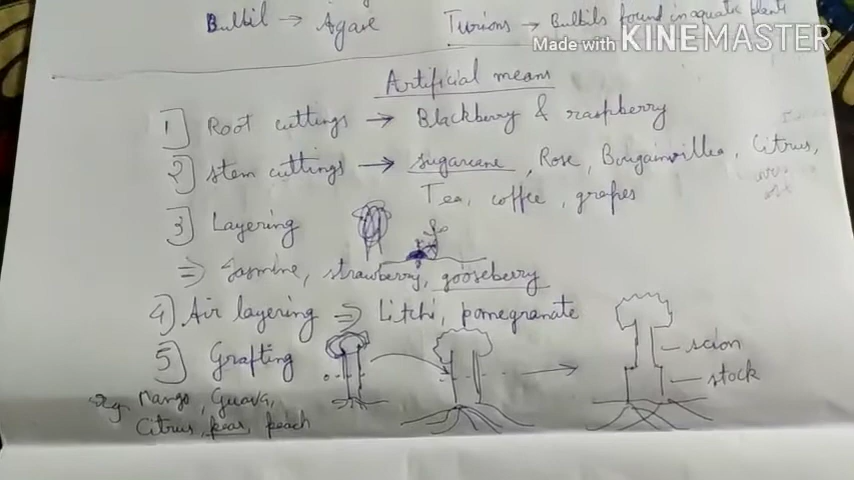 Bulbil → Agave Turions → Bulbils found in aquatic plants
Made with KINEMASTER
Artificial means
1] Root cuttings → Blackberry & raspberry
2] stem cuttings → sugarcane, Rose, Bougainvillea, Citrus,
Tea, coffee, grapes
3] Layering
⇒ Jasmine, strawberry, gooseberry
4] Air layering ⇒ Litchi, pomegranate
5] Grafting
scion
stock
eg. Mango, Guava,
Citrus, pear, peach